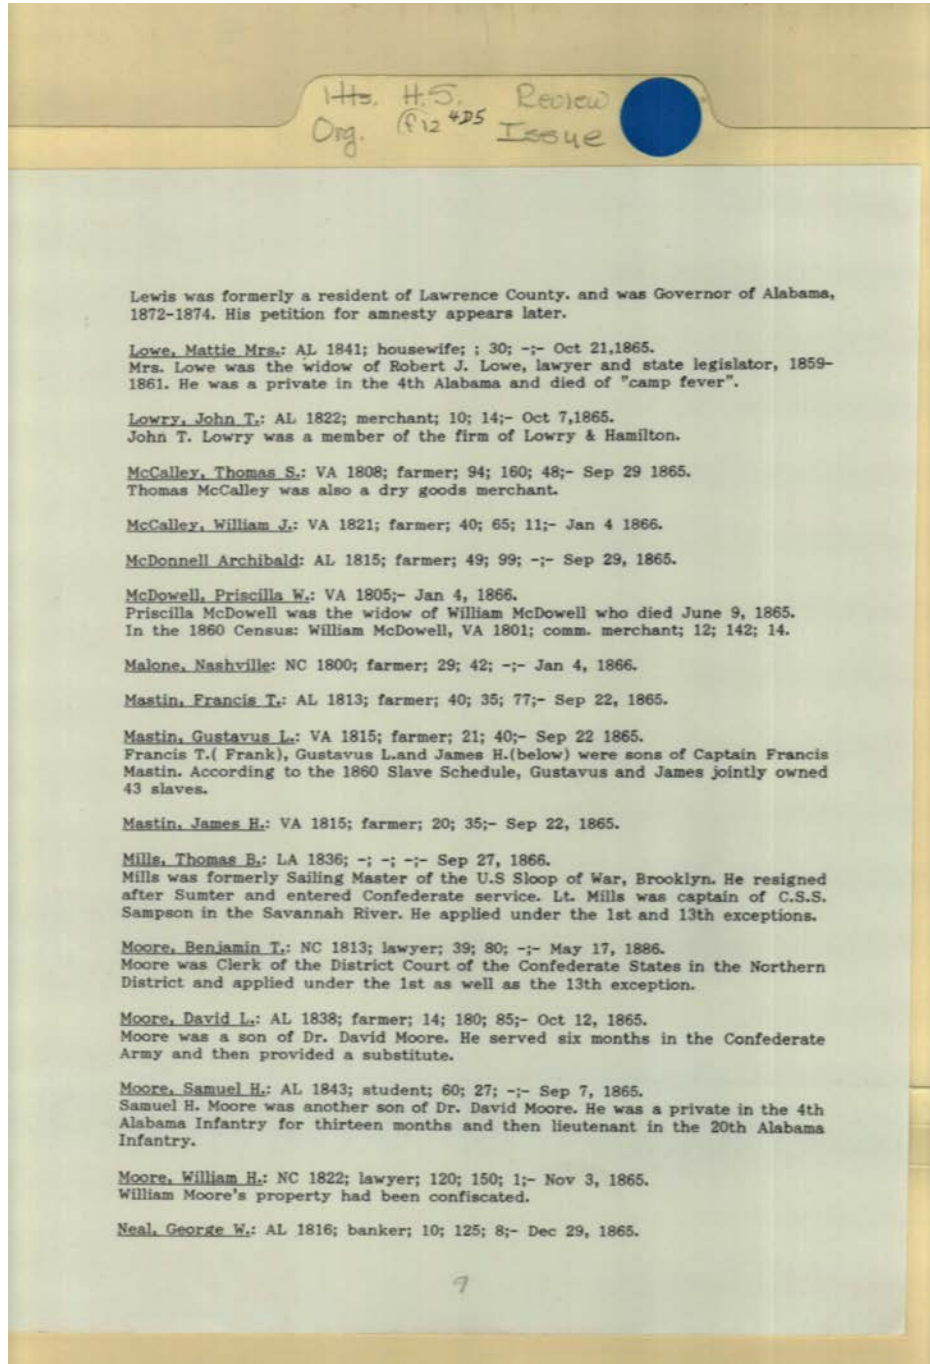 Hs. H.S. Review
Org. f12 4D5 Issue
Lewis was formerly a resident of Lawrence County. and was Governor of Alabama,
1872-1874. His petition for amnesty appears later.
Lowe, Mattie Mrs.: AL 1841; housewife; ; 30; -;- Oct 21,1865.
Mrs. Lowe was the widow of Robert J. Lowe, lawyer and state legislator, 1859-
1861. He was a private in the 4th Alabama and died of "camp fever".
Lowry, John T.: AL 1822; merchant; 10; 14;- Oct 7,1865.
John T. Lowry was a member of the firm of Lowry & Hamilton.
McCalley, Thomas S.: VA 1808; farmer; 94; 160; 48;- Sep 29 1865.
Thomas McCalley was also a dry goods merchant.
McCalley, William J.: VA 1821; farmer; 40; 65; 11;- Jan 4 1866.
McDonnell Archibald: AL 1815; farmer; 49; 99; -;- Sep 29, 1865.
McDowell, Priscilla W.: VA 1805;- Jan 4, 1866.
Priscilla McDowell was the widow of William McDowell who died June 9, 1865.
In the 1860 Census: William McDowell, VA 1801; comm. merchant; 12; 142; 14.
Malone, Nashville: NC 1800; farmer; 29; 42; -;- Jan 4, 1866.
Mastin, Francis T.: AL 1813; farmer; 40; 35; 77;- Sep 22, 1865.
Mastin, Gustavus L.: VA 1815; farmer; 21; 40;- Sep 22 1865.
Francis T.( Frank), Gustavus L.and James H.(below) were sons of Captain Francis
Mastin. According to the 1860 Slave Schedule, Gustavus and James jointly owned
43 slaves.
Mastin, James H.: VA 1815; farmer; 20; 35;- Sep 22, 1865.
Mills, Thomas B.: LA 1836; -; -; -;- Sep 27, 1866.
Mills was formerly Sailing Master of the U.S Sloop of War, Brooklyn. He resigned
after Sumter and entered Confederate service. Lt. Mills was captain of C.S.S.
Sampson in the Savannah River. He applied under the 1st and 13th exceptions.
Moore, Benjamin T.: NC 1813; lawyer; 39; 80; -;- May 17, 1886.
Moore was Clerk of the District Court of the Confederate States in the Northern
District and applied under the 1st as well as the 13th exception.
Moore, David L.: AL 1838; farmer; 14; 180; 85;- Oct 12, 1865.
Moore was a son of Dr. David Moore. He served six months in the Confederate
Army and then provided a substitute.
Moore, Samuel H.: AL 1843; student; 60; 27; -;- Sep 7, 1865.
Samuel H. Moore was another son of Dr. David Moore. He was a private in the 4th
Alabama Infantry for thirteen months and then lieutenant in the 20th Alabama
Infantry.
Moore, William H.: NC 1822; lawyer; 120; 150; 1;- Nov 3, 1865.
William Moore's property had been confiscated.
Neal, George W.: AL 1816; banker; 10; 125; 8;- Dec 29, 1865.
9